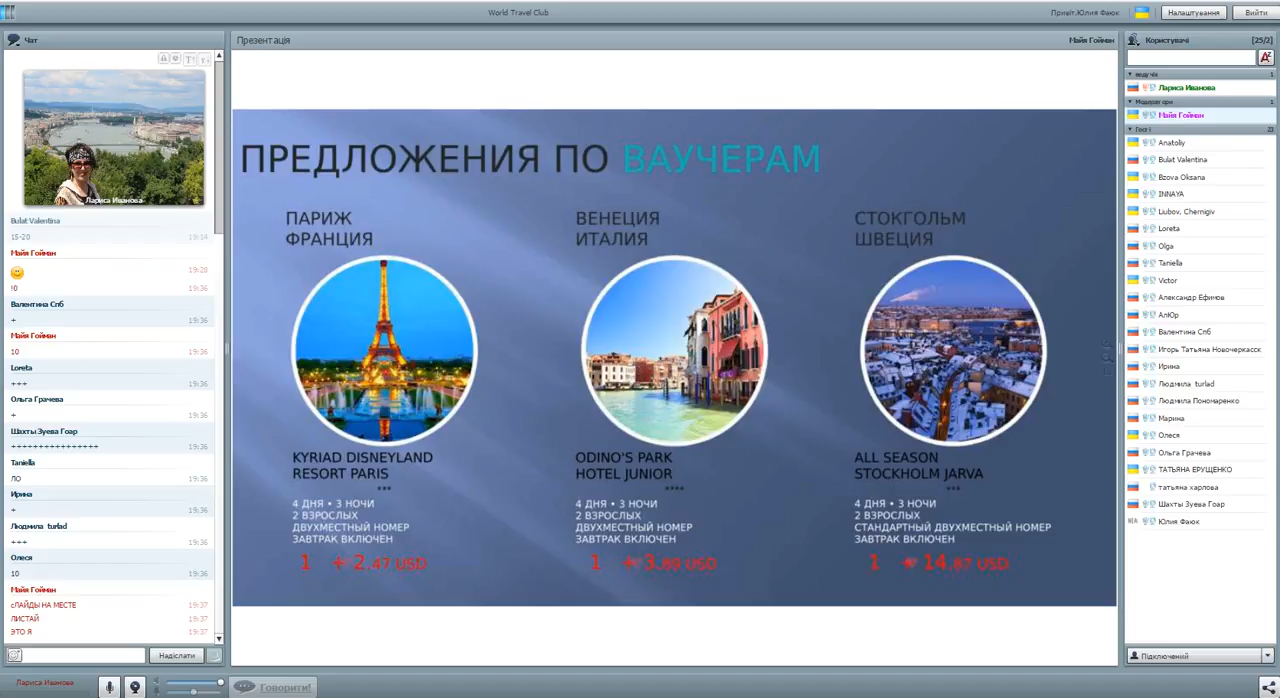 World Travel Club
Привіт,Юлия Фаюк
Налаштування
Вийти
Чат
Лариса Иванова
Bulat Valentina
15-20 19:14
Майя Гойман
19:28
!0 19:36
Валентина Спб
+ 19:36
Майя Гойман
10 19:36
Loreta
+++ 19:36
Ольга Грачева
+ 19:36
Шахты Зуева Гоар
++++++++++++++++ 19:36
Taniella
ЛО 19:36
Ирина
+ 19:36
Людмила turlad
+++ 19:36
Олеся
10 19:36
Майя Гойман
сЛАЙДЫ НА МЕСТЕ 19:37
ЛИСТАЙ 19:37
ЭТО Я 19:37
Надіслати
Лариса Иванова
Говорити!
Презентація
Майя Гойман
ПРЕДЛОЖЕНИЯ ПО ВАУЧЕРАМ
ПАРИЖ
ФРАНЦИЯ
KYRIAD DISNEYLAND
RESORT PARIS
***
4 ДНЯ • 3 НОЧИ
2 ВЗРОСЛЫХ
ДВУХМЕСТНЫЙ НОМЕР
ЗАВТРАК ВКЛЮЧЕН
1 + 2,47 USD
ВЕНЕЦИЯ
ИТАЛИЯ
ODINO'S PARK
HOTEL JUNIOR
****
4 ДНЯ • 3 НОЧИ
2 ВЗРОСЛЫХ
ДВУХМЕСТНЫЙ НОМЕР
ЗАВТРАК ВКЛЮЧЕН
1 + 3,69 USD
СТОКГОЛЬМ
ШВЕЦИЯ
ALL SEASON
STOCKHOLM JARVA
***
4 ДНЯ • 3 НОЧИ
2 ВЗРОСЛЫХ
СТАНДАРТНЫЙ ДВУХМЕСТНЫЙ НОМЕР
ЗАВТРАК ВКЛЮЧЕН
1 + 14,87 USD
Користувачі [25/2]
ведучів 1
Лариса Иванова
Модератори 1
Майя Гойман
Гості 23
Anatoliy
Bulat Valentina
Bzova Oksana
INNAYA
Liubov, Chernigiv
Loreta
Olga
Taniella
Victor
Александр Ефимов
АлЮр
Валентина Спб
Игорь Татьяна Новочеркасск
Ирина
Людмила turlad
Людмила Пономаренко
Марина
Олеся
Ольга Грачева
ТАТЬЯНА ЕРУЩЕНКО
татьяна харлова
Шахты Зуева Гоар
N/A Юлия Фаюк
Підключений